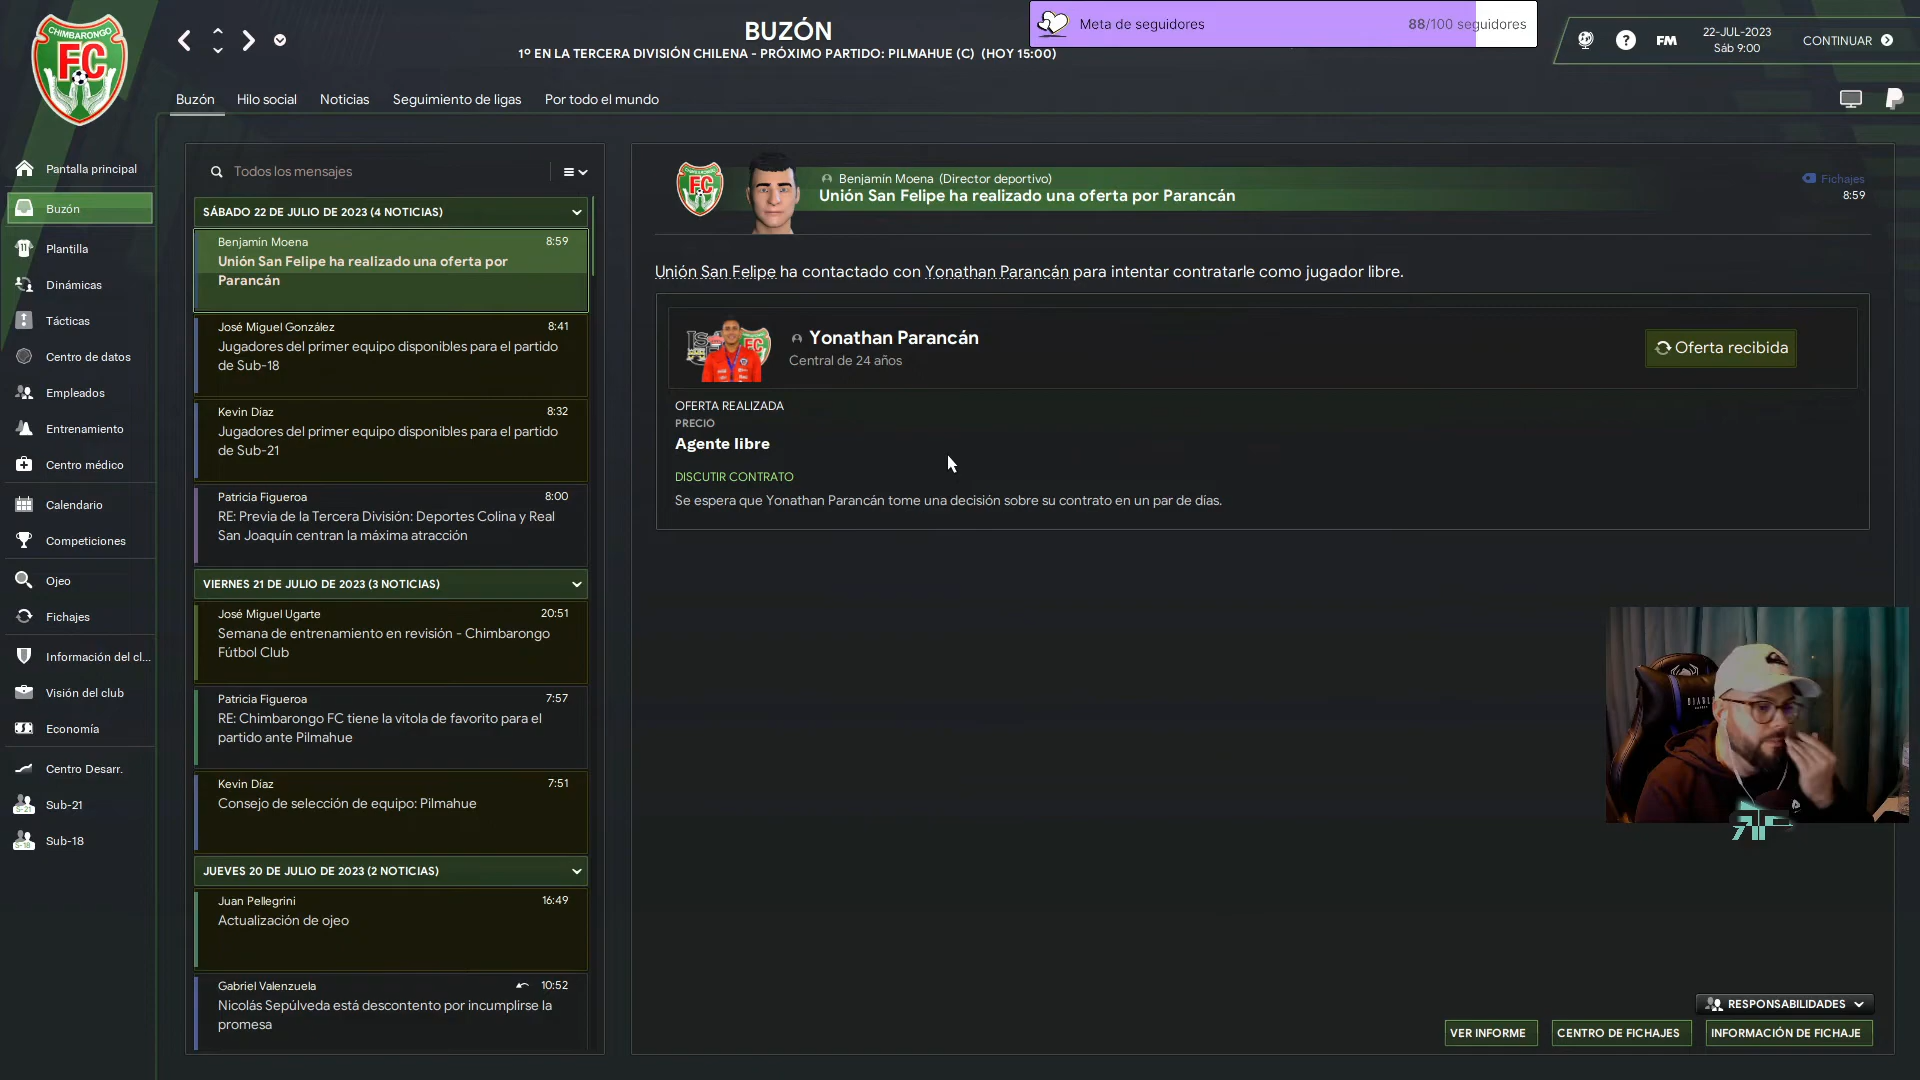 CHIMBARONGO
FC
BUZÓN
1º EN LA TERCERA DIVISIÓN CHILENA - PRÓXIMO PARTIDO: PILMAHUE (C) (HOY 15:00)
Meta de seguidores
88/100 seguidores
FM
22-JUL-2023
Sáb 9:00
CONTINUAR
Buzón
Hilo social
Noticias
Seguimiento de ligas
Por todo el mundo
Pantalla principal
Buzón
Plantilla
Dinámicas
Tácticas
Centro de datos
Empleados
Entrenamiento
Centro médico
Calendario
Competiciones
Ojeo
Fichajes
Información del cl...
Visión del club
Economía
Centro Desarr.
Sub-21
Sub-18
Todos los mensajes
SÁBADO 22 DE JULIO DE 2023 (4 NOTICIAS)
Benjamín Moena 8:59
Unión San Felipe ha realizado una oferta por
Parancán
José Miguel González 8:41
Jugadores del primer equipo disponibles para el partido
de Sub-18
Kevin Díaz 8:32
Jugadores del primer equipo disponibles para el partido
de Sub-21
Patricia Figueroa 8:00
RE: Previa de la Tercera División: Deportes Colina y Real
San Joaquín centran la máxima atracción
VIERNES 21 DE JULIO DE 2023 (3 NOTICIAS)
José Miguel Ugarte 20:51
Semana de entrenamiento en revisión - Chimbarongo
Fútbol Club
Patricia Figueroa 7:57
RE: Chimbarongo FC tiene la vitola de favorito para el
partido ante Pilmahue
Kevin Díaz 7:51
Consejo de selección de equipo: Pilmahue
JUEVES 20 DE JULIO DE 2023 (2 NOTICIAS)
Juan Pellegrini 16:49
Actualización de ojeo
Gabriel Valenzuela 10:52
Nicolás Sepúlveda está descontento por incumplirse la
promesa
Benjamín Moena (Director deportivo)
Unión San Felipe ha realizado una oferta por Parancán
Fichajes
8:59
Unión San Felipe ha contactado con Yonathan Parancán para intentar contratarle como jugador libre.
Yonathan Parancán
Central de 24 años
Oferta recibida
OFERTA REALIZADA
PRECIO
Agente libre
DISCUTIR CONTRATO
Se espera que Yonathan Parancán tome una decisión sobre su contrato en un par de días.
RESPONSABILIDADES
VER INFORME
CENTRO DE FICHAJES
INFORMACIÓN DE FICHAJE